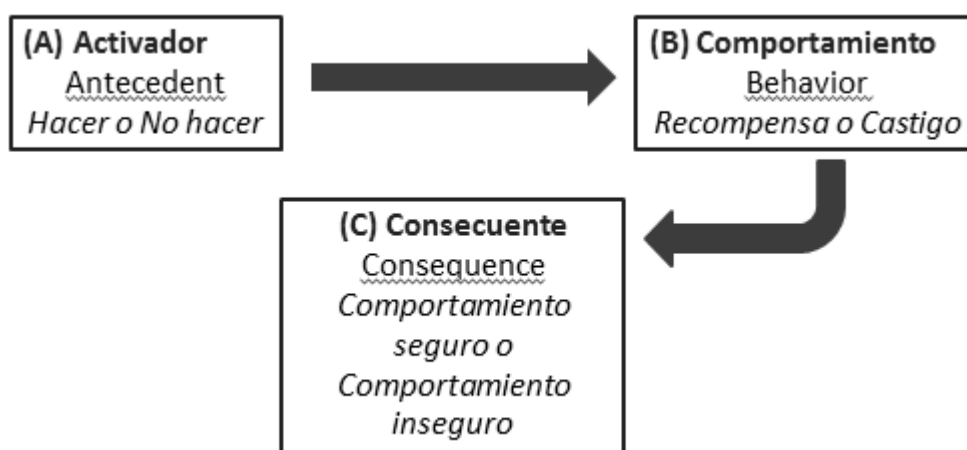 (A) Activador
Antecedent
Hacer o No hacer
(B) Comportamiento
Behavior
Recompensa o Castigo
(C) Consecuente
Consequence
Comportamiento
seguro o
Comportamiento
inseguro